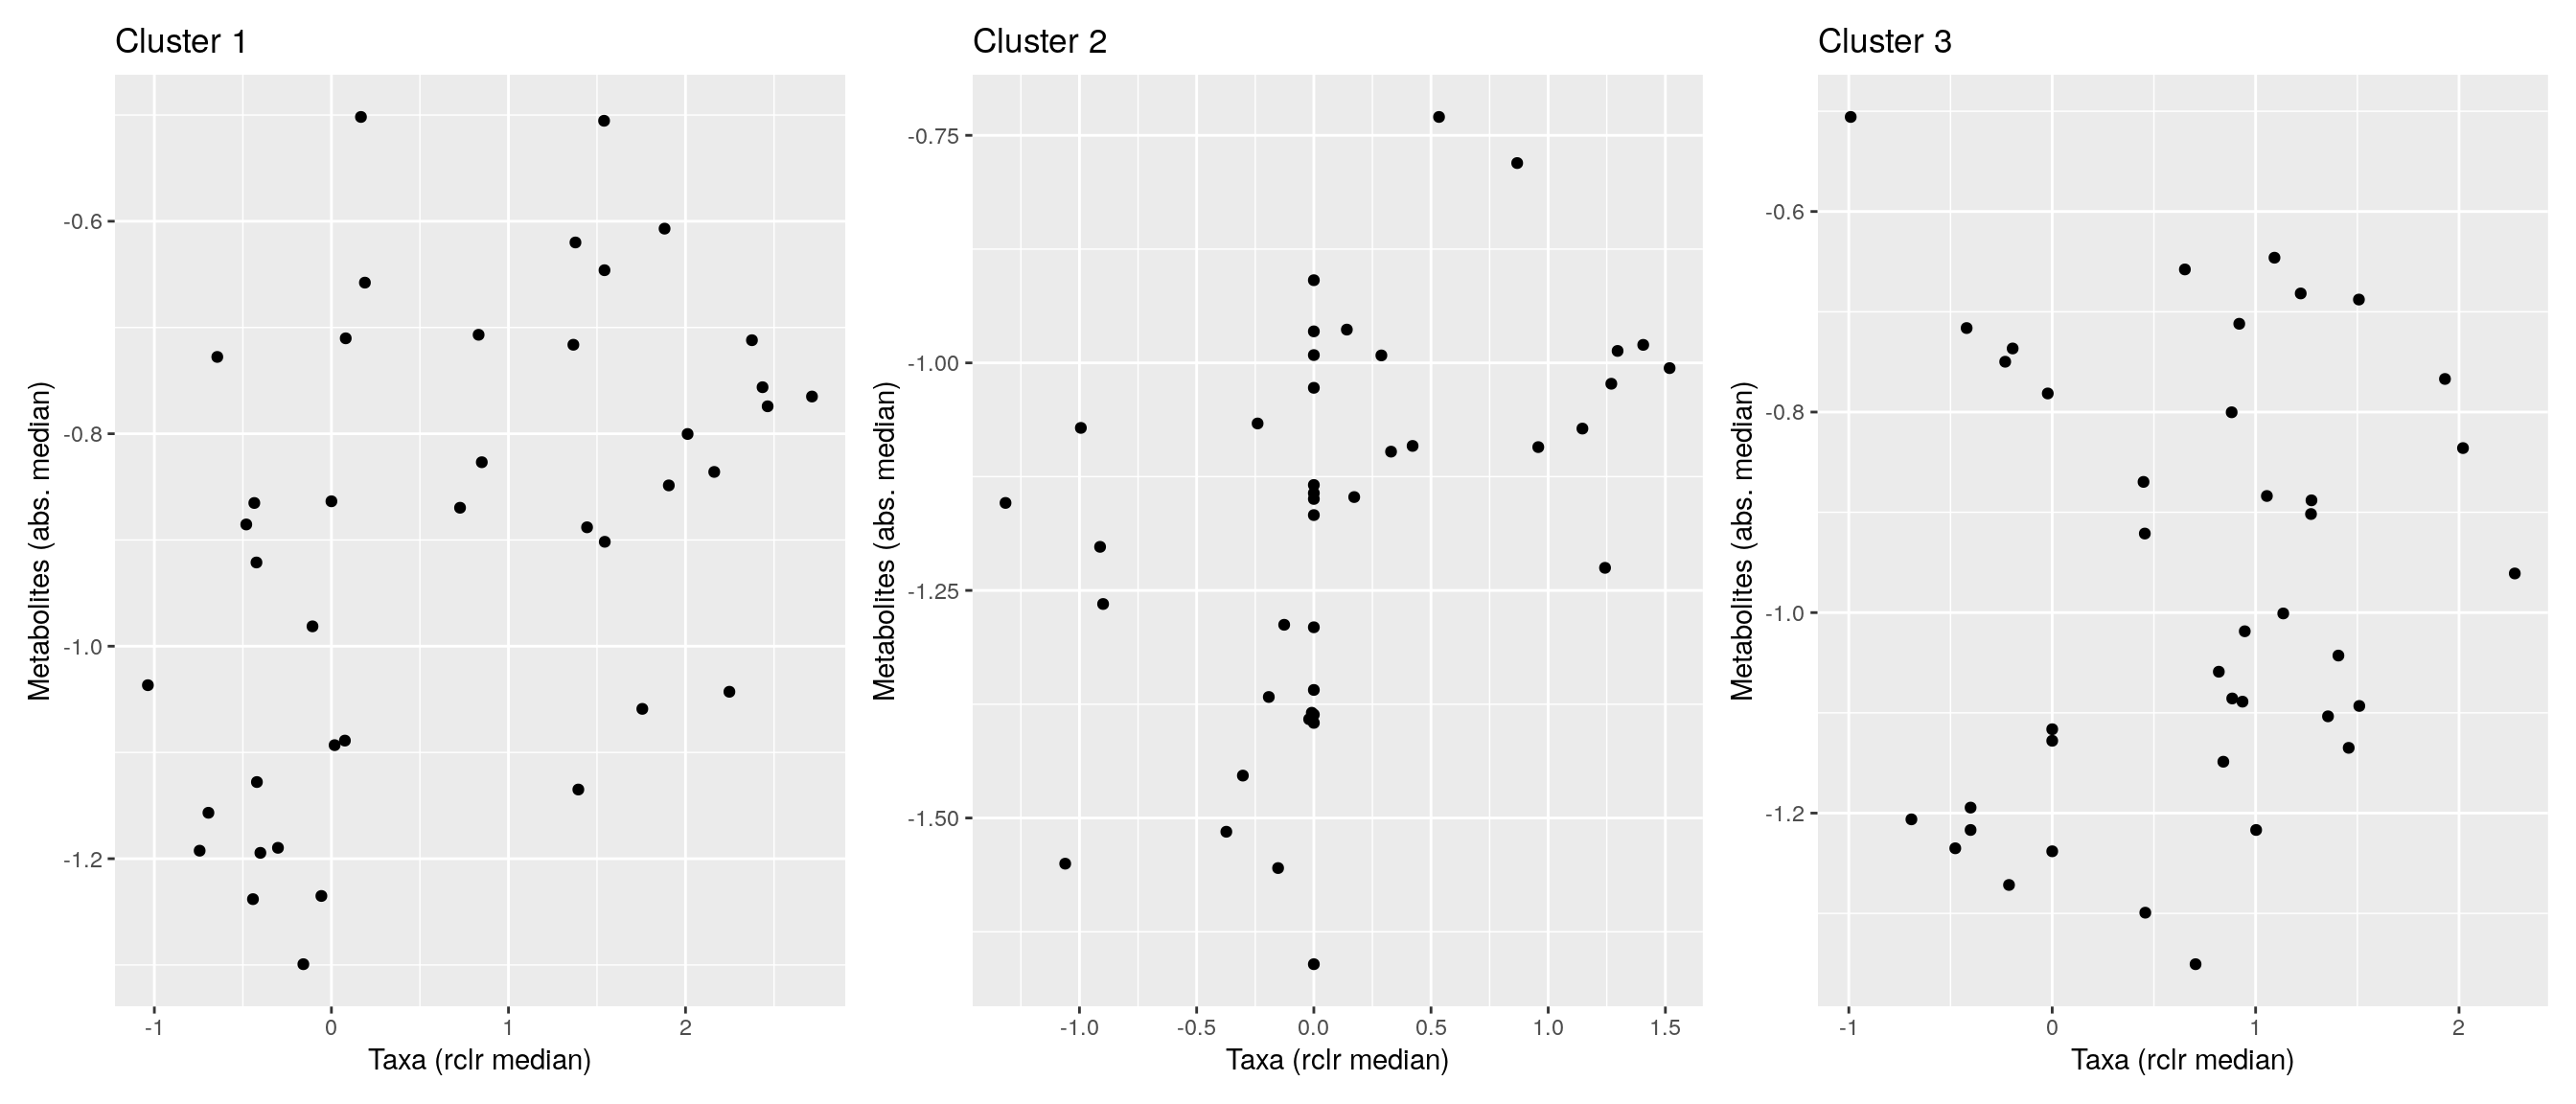 Cluster 1
Metabolites (abs. median)
-0.6
-0.8
-1.0
-1.2
-1 0 1 2
Taxa (rclr median)
Cluster 2
Metabolites (abs. median)
-0.75
-1.00
-1.25
-1.50
-1.0 -0.5 0.0 0.5 1.0 1.5
Taxa (rclr median)
Cluster 3
Metabolites (abs. median)
-0.6
-0.8
-1.0
-1.2
-1 0 1 2
Taxa (rclr median)